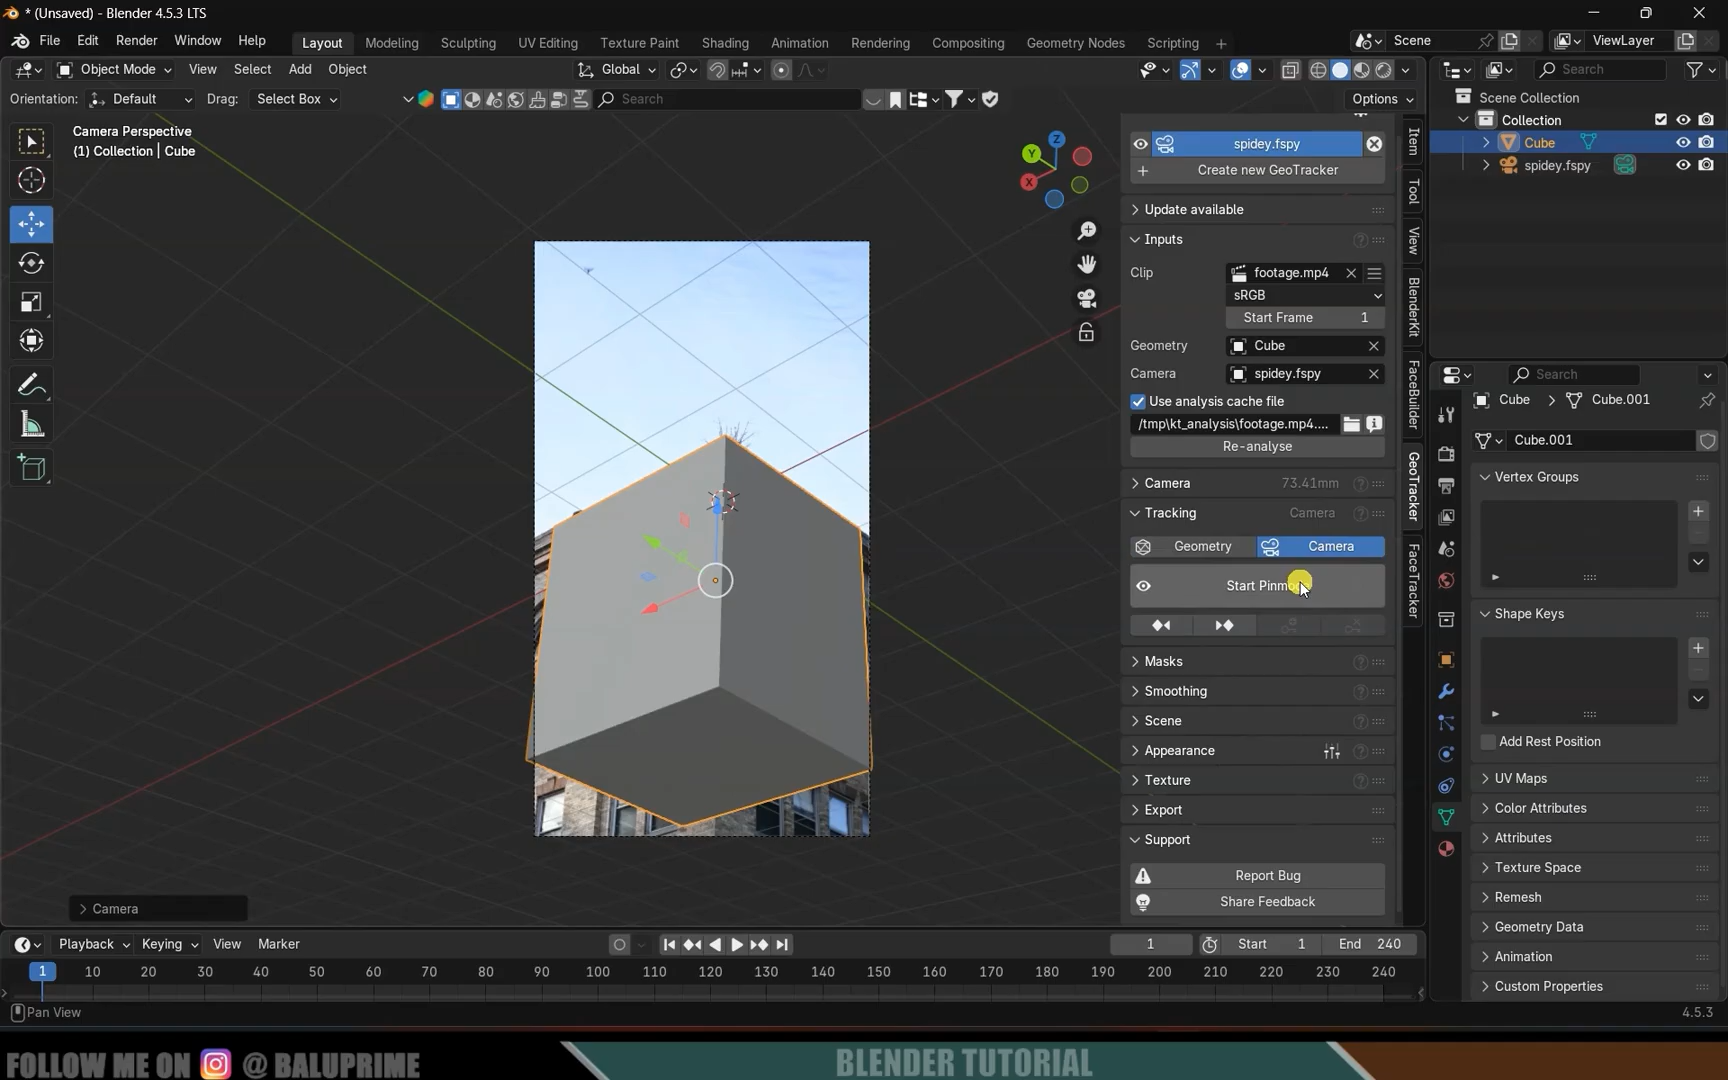 * (Unsaved) - Blender 4.5.3 LTS
File Edit Render Window Help
Layout Modeling Sculpting UV Editing Texture Paint Shading Animation Rendering Compositing Geometry Nodes Scripting +
Scene
ViewLayer
Object Mode View Select Add Object
Global
Search
Orientation: Default Drag: Select Box
Search
Options
Camera Perspective
(1) Collection | Cube
Z
Y
X
spidey.fspy
+ Create new GeoTracker
Update available
Inputs
Clip footage.mp4
sRGB
Start Frame 1
Geometry Cube
Camera spidey.fspy
Use analysis cache file
/tmp\kt_analysis\footage.mp4....
Re-analyse
Camera 73.41mm
Tracking Camera
Geometry Camera
Masks
Smoothing
Scene
Appearance
Texture
Export
Support
Report Bug
Share Feedback
Item
Tool
View
BlenderKit
FaceBuilder
GeoTracker
FaceTracker
Scene Collection
Collection
Cube
spidey.fspy
Search
Cube > Cube.001
Cube.001
Vertex Groups
Shape Keys
Add Rest Position
UV Maps
Color Attributes
Attributes
Texture Space
Remesh
Geometry Data
Animation
Custom Properties
Camera
Playback Keying View Marker
1
Start 1 End 240
1 10 20 30 40 50 60 70 80 90 100 110 120 130 140 150 160 170 180 190 200 210 220 230 240
Pan View
4.5.3
FOLLOW ME ON @ BALUPRIME
BLENDER TUTORIAL